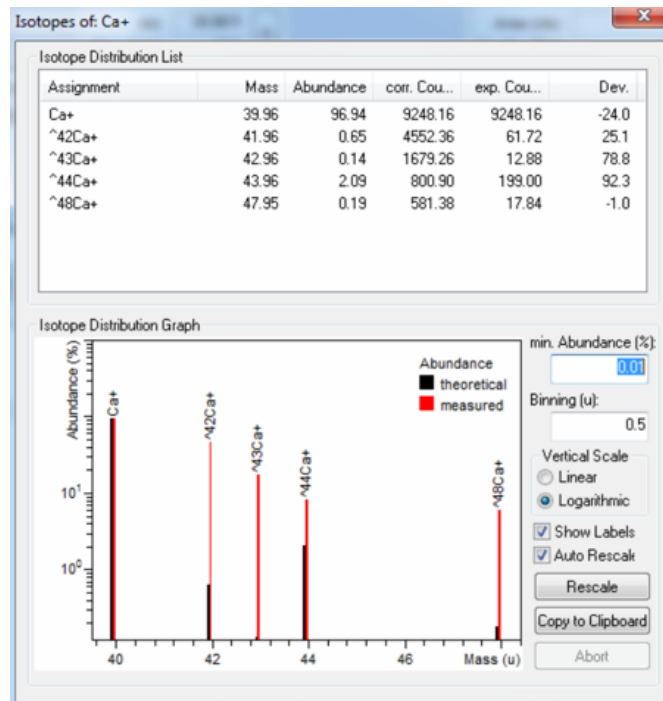 Isotopes of: Ca+
Isotope Distribution List
Assignment Mass Abundance corr. Cou... exp. Cou... Dev.
Ca+ 39.96 96.94 9248.16 9248.16 -24.0
^42Ca+ 41.96 0.65 4552.36 61.72 25.1
^43Ca+ 42.96 0.14 1679.26 12.88 78.8
^44Ca+ 43.96 2.09 800.90 199.00 92.3
^48Ca+ 47.95 0.19 581.38 17.84 -1.0
Isotope Distribution Graph
Abundance (%)
10¹
10⁰
Ca+
^42Ca+
^43Ca+
^44Ca+
^48Ca+
Abundance
theoretical
measured
40 42 44 46 Mass (u)
min. Abundance (%):
0.01
Binning (u):
0.5
Vertical Scale
Linear
Logarithmic
Show Labels
Auto Rescale
Rescale
Copy to Clipboard
Abort